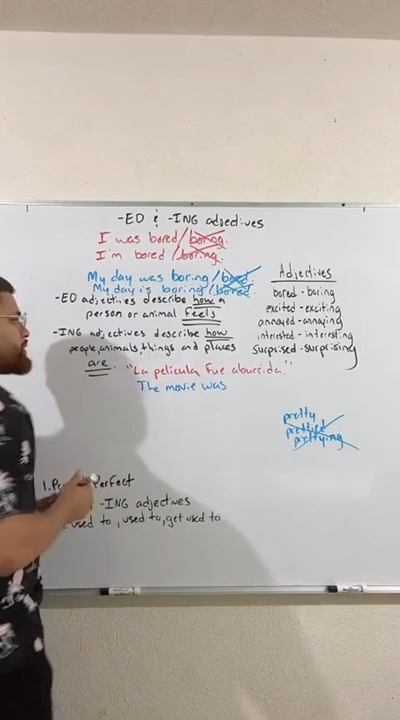 -ED & -ING adjectives
I was bored/boring.
I'm bored/boring.
My day was boring/bored.
My day is boring/bored.
-ED adjectives describe how a
person or animal feels
-ING adjectives describe how
people, animals, things and places
are. "La pelicula fue aburrida."
The movie was
Adjectives
bored - boring
excited - exciting
annoyed - annoying
interested - interesting
surprised - surprising
pretty
prettied
prettying
1. Perfect
-ING adjectives
used to, used to, get used to